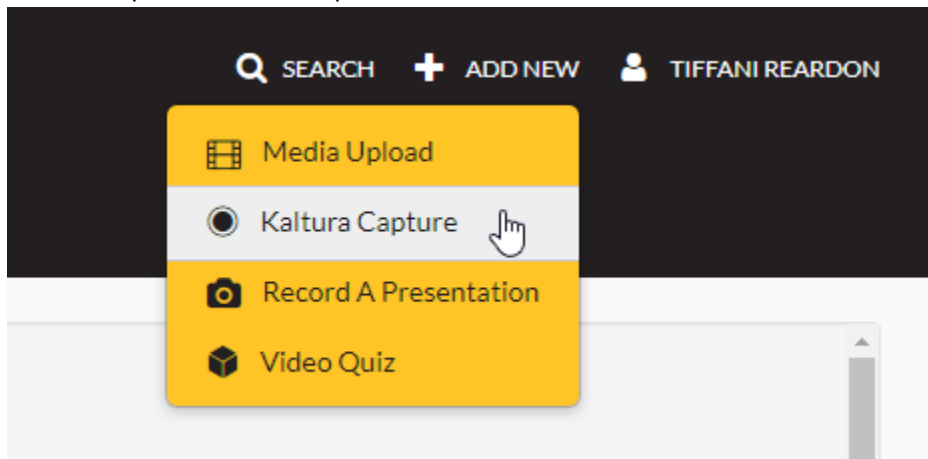 SEARCH ADD NEW TIFFANI REARDON
Media Upload
Kaltura Capture
Record A Presentation
Video Quiz